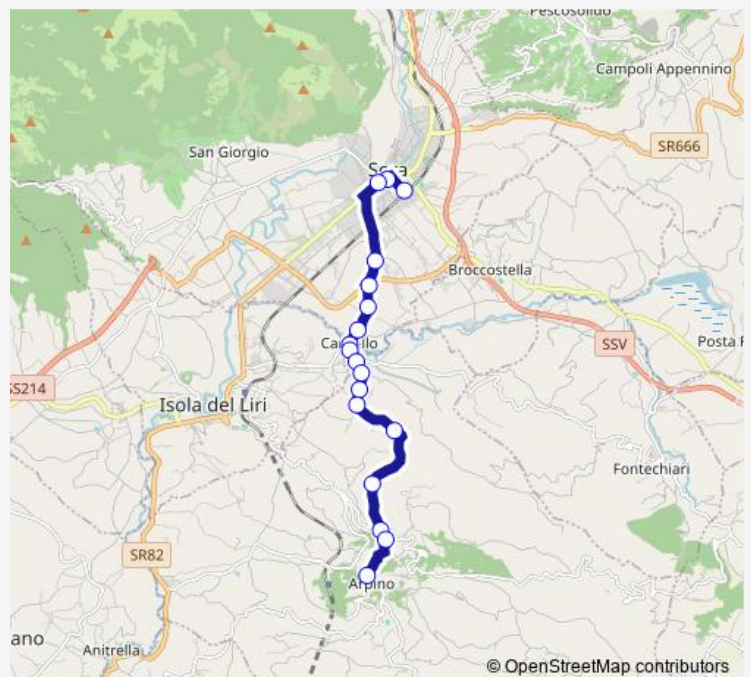 Pescosolido
Campoli Appennino
San Giorgio
SR666
Sora
Broccostella
SSV
Posta F
SS214
Isola del Liri
Fontechiari
SR82
Arpino
ano
Anitrella
© OpenStreetMap contributors